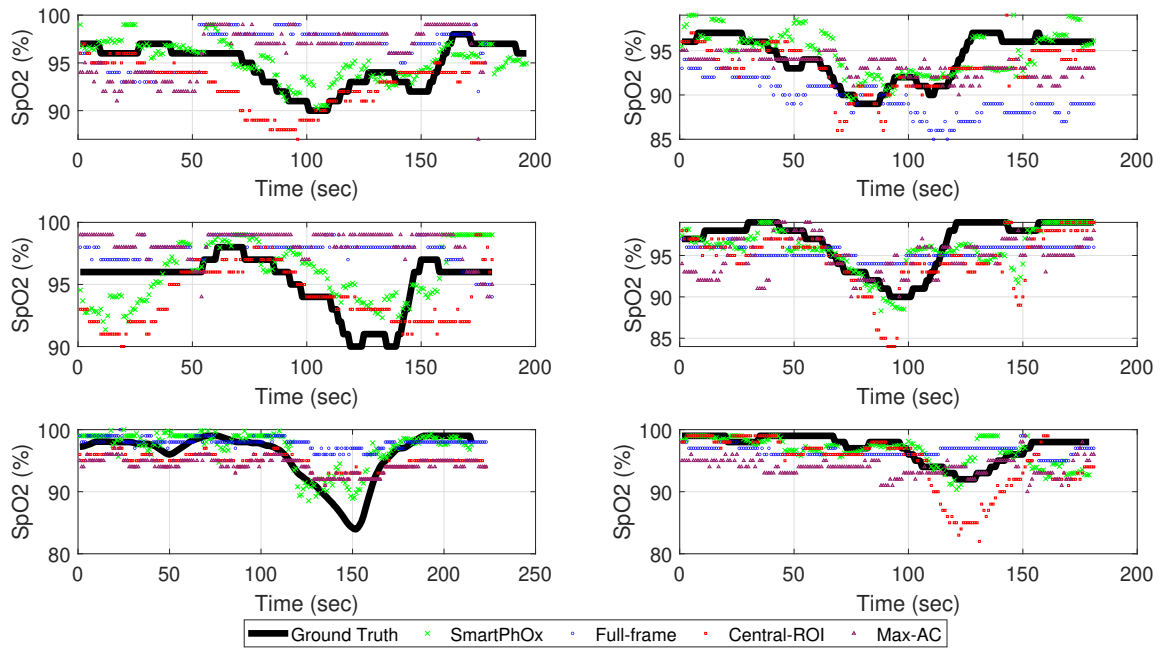 100
95
90
SpO2 (%)
0 50 100 150 200
Time (sec)
95
90
85
SpO2 (%)
0 50 100 150 200
Time (sec)
100
95
90
SpO2 (%)
0 50 100 150 200
Time (sec)
95
90
85
SpO2 (%)
0 50 100 150 200
Time (sec)
100
90
80
SpO2 (%)
0 50 100 150 200 250
Time (sec)
100
90
80
SpO2 (%)
0 50 100 150 200
Time (sec)
Ground Truth SmartPhOx Full-frame Central-ROI Max-AC